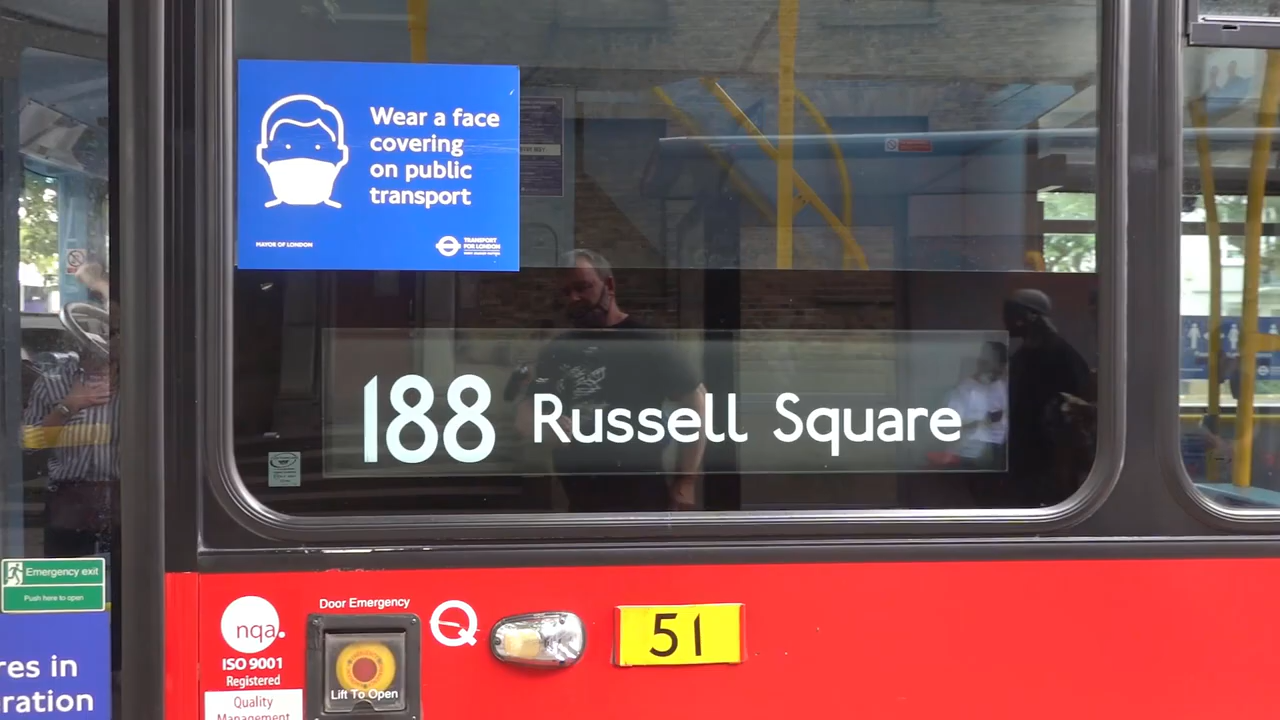 Wear a face
covering
on public
transport
MAYOR OF LONDON
TRANSPORT
FOR LONDON
188 Russell Square
Emergency exit
Push here to open
res in
ration
nqa.
ISO 9001
Registered
Quality
Management
Door Emergency
Lift To Open
Q
51